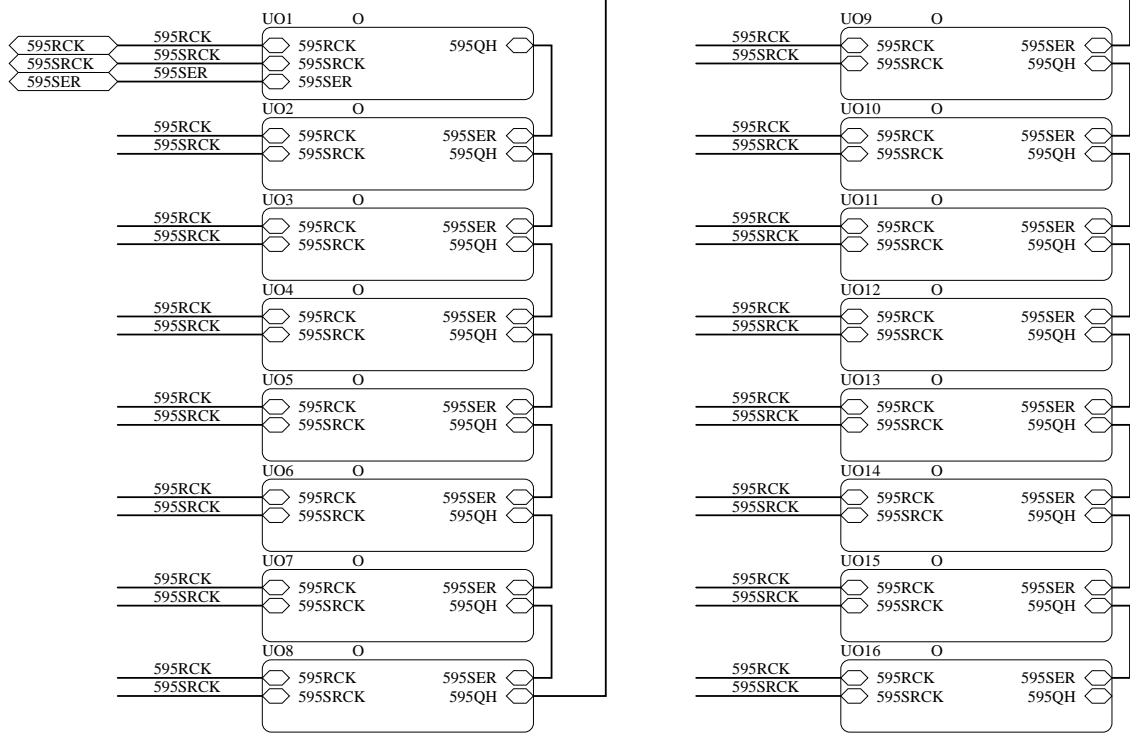 UO1 O
595RCK 595RCK 595RCK 595QH
595SRCK 595SRCK 595SRCK
595SER 595SER 595SER
UO2 O
595RCK 595RCK 595SER
595SRCK 595SRCK 595QH
UO3 O
595RCK 595RCK 595SER
595SRCK 595SRCK 595QH
UO4 O
595RCK 595RCK 595SER
595SRCK 595SRCK 595QH
UO5 O
595RCK 595RCK 595SER
595SRCK 595SRCK 595QH
UO6 O
595RCK 595RCK 595SER
595SRCK 595SRCK 595QH
UO7 O
595RCK 595RCK 595SER
595SRCK 595SRCK 595QH
UO8 O
595RCK 595RCK 595SER
595SRCK 595SRCK 595QH
UO9 O
595RCK 595RCK 595SER
595SRCK 595SRCK 595QH
UO10 O
595RCK 595RCK 595SER
595SRCK 595SRCK 595QH
UO11 O
595RCK 595RCK 595SER
595SRCK 595SRCK 595QH
UO12 O
595RCK 595RCK 595SER
595SRCK 595SRCK 595QH
UO13 O
595RCK 595RCK 595SER
595SRCK 595SRCK 595QH
UO14 O
595RCK 595RCK 595SER
595SRCK 595SRCK 595QH
UO15 O
595RCK 595RCK 595SER
595SRCK 595SRCK 595QH
UO16 O
595RCK 595RCK 595SER
595SRCK 595SRCK 595QH